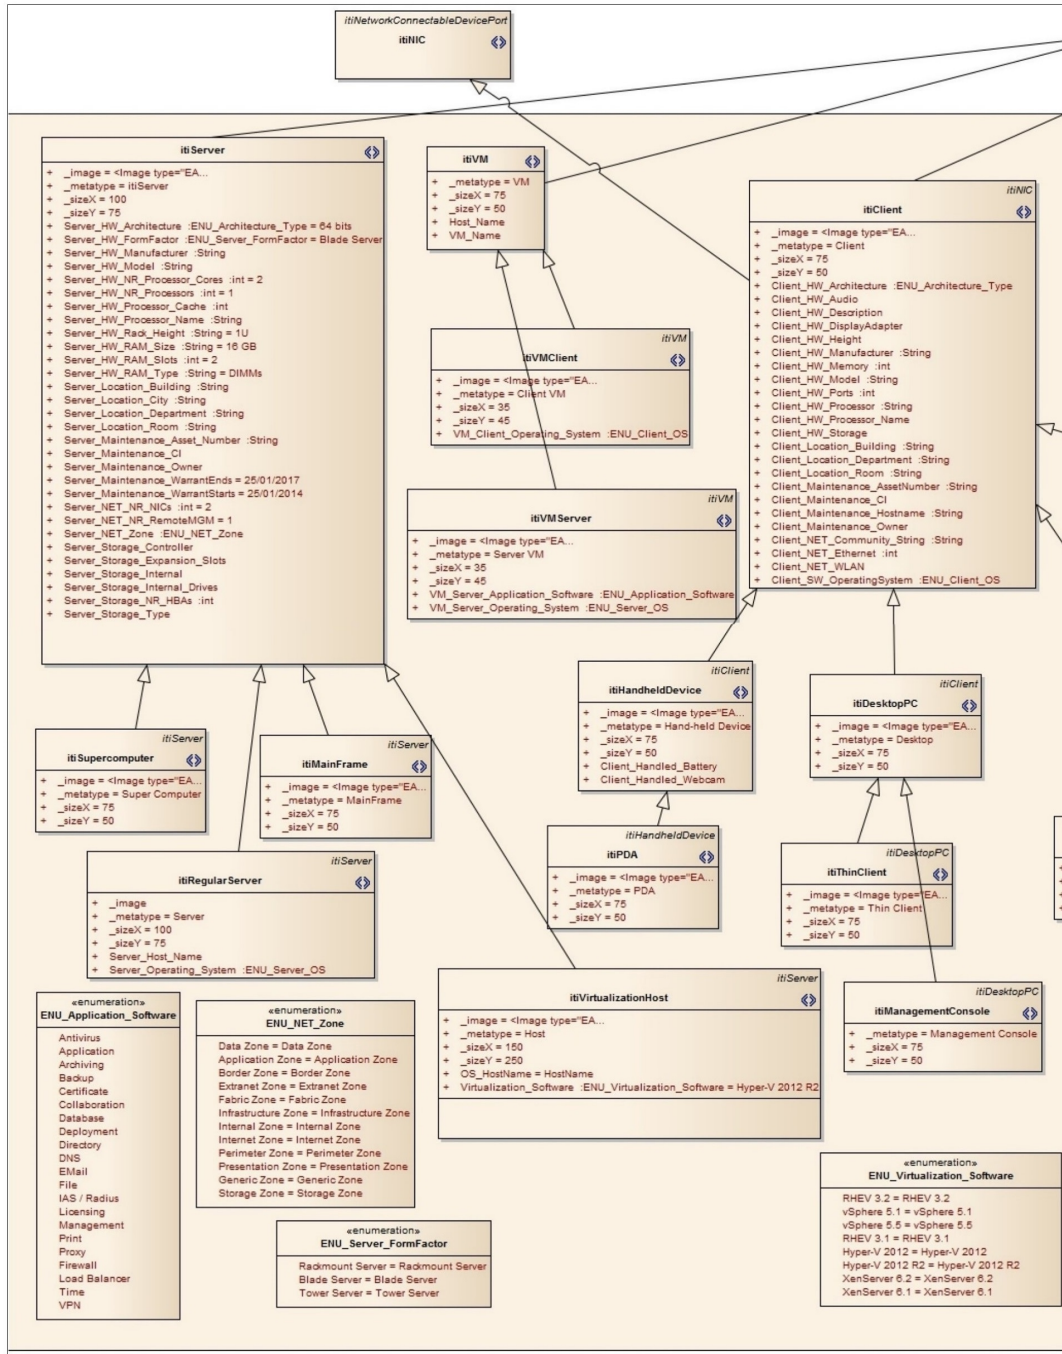 itiNetworkConnectableDevicePort
itiNIC
itiServer
+ _image = <Image type="EA...
+ _metatype = itiServer
+ _sizeX = 100
+ _sizeY = 75
+ Server_HW_Architecture :ENU_Architecture_Type = 64 bits
+ Server_HW_FormFactor :ENU_Server_FormFactor = Blade Server
+ Server_HW_Manufacturer :String
+ Server_HW_Model :String
+ Server_HW_NR_Processor_Cores :int = 2
+ Server_HW_NR_Processors :int = 1
+ Server_HW_Processor_Cache :int
+ Server_HW_Processor_Name :String
+ Server_HW_Rack_Height :String = 1U
+ Server_HW_RAM_Size :String = 16 GB
+ Server_HW_RAM_Slots :int = 2
+ Server_HW_RAM_Type :String = DIMMs
+ Server_Location_Building :String
+ Server_Location_City :String
+ Server_Location_Department :String
+ Server_Location_Room :String
+ Server_Maintenance_Asset_Number :String
+ Server_Maintenance_CI
+ Server_Maintenance_Owner
+ Server_Maintenance_WarrantEnds = 25/01/2017
+ Server_Maintenance_WarrantStarts = 25/01/2014
+ Server_NET_NR_NICs :int = 2
+ Server_NET_NR_RemoteMGM = 1
+ Server_NET_Zone :ENU_NET_Zone
+ Server_Storage_Controller
+ Server_Storage_Expansion_Slots
+ Server_Storage_Internal
+ Server_Storage_Internal_Drives
+ Server_Storage_NR_HBAs :int
+ Server_Storage_Type
itiVM
+ _metatype = VM
+ _sizeX = 75
+ _sizeY = 50
+ Host_Name
+ VM_Name
itiNIC
itiClient
+ _image = <Image type="EA...
+ _metatype = Client
+ _sizeX = 75
+ _sizeY = 50
+ Client_HW_Architecture :ENU_Architecture_Type
+ Client_HW_Audio
+ Client_HW_Description
+ Client_HW_DisplayAdapter
+ Client_HW_Height
+ Client_HW_Manufacturer :String
+ Client_HW_Memory :int
+ Client_HW_Model :String
+ Client_HW_Ports :int
+ Client_HW_Processor :String
+ Client_HW_Processor_Name
+ Client_HW_Storage
+ Client_Location_Building :String
+ Client_Location_Department :String
+ Client_Location_Room :String
+ Client_Maintenance_AssetNumber :String
+ Client_Maintenance_CI
+ Client_Maintenance_Hostname :String
+ Client_Maintenance_Owner
+ Client_NET_Community_String :String
+ Client_NET_Ethernet :int
+ Client_NET_WLAN
+ Client_SW_OperatingSystem :ENU_Client_OS
itiVM
itiVMClient
+ _image = <Image type="EA...
+ _metatype = Client VM
+ _sizeX = 35
+ _sizeY = 45
+ VM_Client_Operating_System :ENU_Client_OS
itiVM
itiVMServer
+ _image = <Image type="EA...
+ _metatype = Server VM
+ _sizeX = 35
+ _sizeY = 45
+ VM_Server_Application_Software :ENU_Application_Software
+ VM_Server_Operating_System :ENU_Server_OS
itiClient
itiHandheldDevice
+ _image = <Image type="EA...
+ _metatype = Hand-held Device
+ _sizeX = 75
+ _sizeY = 50
+ Client_Handled_Battery
+ Client_Handled_Webcam
itiClient
itiDesktopPC
+ _image = <Image type="EA...
+ _metatype = Desktop
+ _sizeX = 75
+ _sizeY = 50
itiServer
itiSupercomputer
+ _image = <Image type="EA...
+ _metatype = Super Computer
+ _sizeX = 75
+ _sizeY = 50
itiServer
itiMainFrame
+ _image = <Image type="EA...
+ _metatype = MainFrame
+ _sizeX = 75
+ _sizeY = 50
itiHandheldDevice
itiPDA
+ _image = <Image type="EA...
+ _metatype = PDA
+ _sizeX = 75
+ _sizeY = 50
itiDesktopPC
itiThinClient
+ _image = <Image type="EA...
+ _metatype = Thin Client
+ _sizeX = 75
+ _sizeY = 50
itiServer
itiRegularServer
+ _image
+ _metatype = Server
+ _sizeX = 100
+ _sizeY = 75
+ Server_Host_Name
+ Server_Operating_System :ENU_Server_OS
itiServer
itiVirtualizationHost
+ _image = <Image type="EA...
+ _metatype = Host
+ _sizeX = 150
+ _sizeY = 250
+ OS_HostName = HostName
+ Virtualization_Software :ENU_Virtualization_Software = Hyper-V 2012 R2
itiDesktopPC
itiManagementConsole
+ _metatype = Management Console
+ _sizeX = 75
+ _sizeY = 50
«enumeration»
ENU_Application_Software
Antivirus
Application
Archiving
Backup
Certificate
Collaboration
Database
Deployment
Directory
DNS
EMail
File
IAS / Radius
Licensing
Management
Print
Proxy
Firewall
Load Balancer
Time
VPN
«enumeration»
ENU_NET_Zone
Data Zone = Data Zone
Application Zone = Application Zone
Border Zone = Border Zone
Extranet Zone = Extranet Zone
Fabric Zone = Fabric Zone
Infrastructure Zone = Infrastructure Zone
Internal Zone = Internal Zone
Internet Zone = Internet Zone
Perimeter Zone = Perimeter Zone
Presentation Zone = Presentation Zone
Generic Zone = Generic Zone
Storage Zone = Storage Zone
«enumeration»
ENU_Server_FormFactor
Rackmount Server = Rackmount Server
Blade Server = Blade Server
Tower Server = Tower Server
«enumeration»
ENU_Virtualization_Software
RHEV 3.2 = RHEV 3.2
vSphere 5.1 = vSphere 5.1
vSphere 5.5 = vSphere 5.5
RHEV 3.1 = RHEV 3.1
Hyper-V 2012 = Hyper-V 2012
Hyper-V 2012 R2 = Hyper-V 2012 R2
XenServer 6.2 = XenServer 6.2
XenServer 6.1 = XenServer 6.1